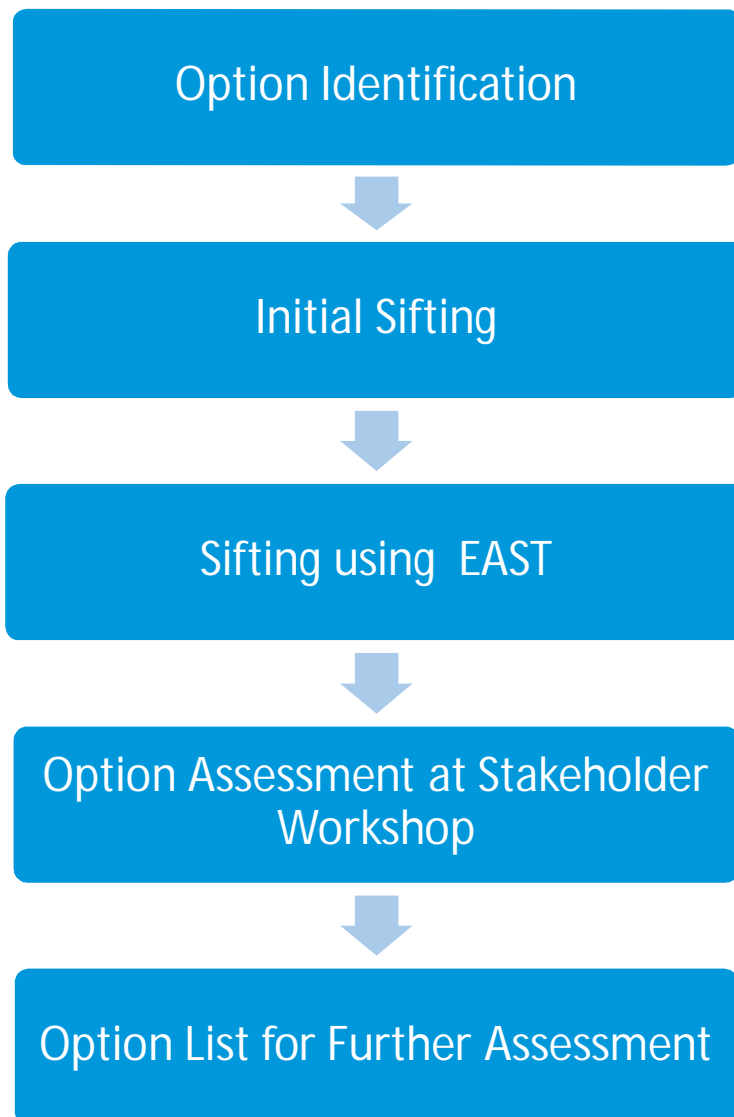 Option Identification
Initial Sifting
Sifting using  EAST
Option Assessment at Stakeholder
Workshop
Option List for Further Assessment